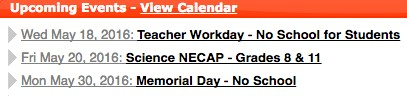 Upcoming Events - View Calendar
Wed May 18, 2016: Teacher Workday - No School for Students
Fri May 20, 2016: Science NECAP - Grades 8 & 11
Mon May 30, 2016: Memorial Day - No School